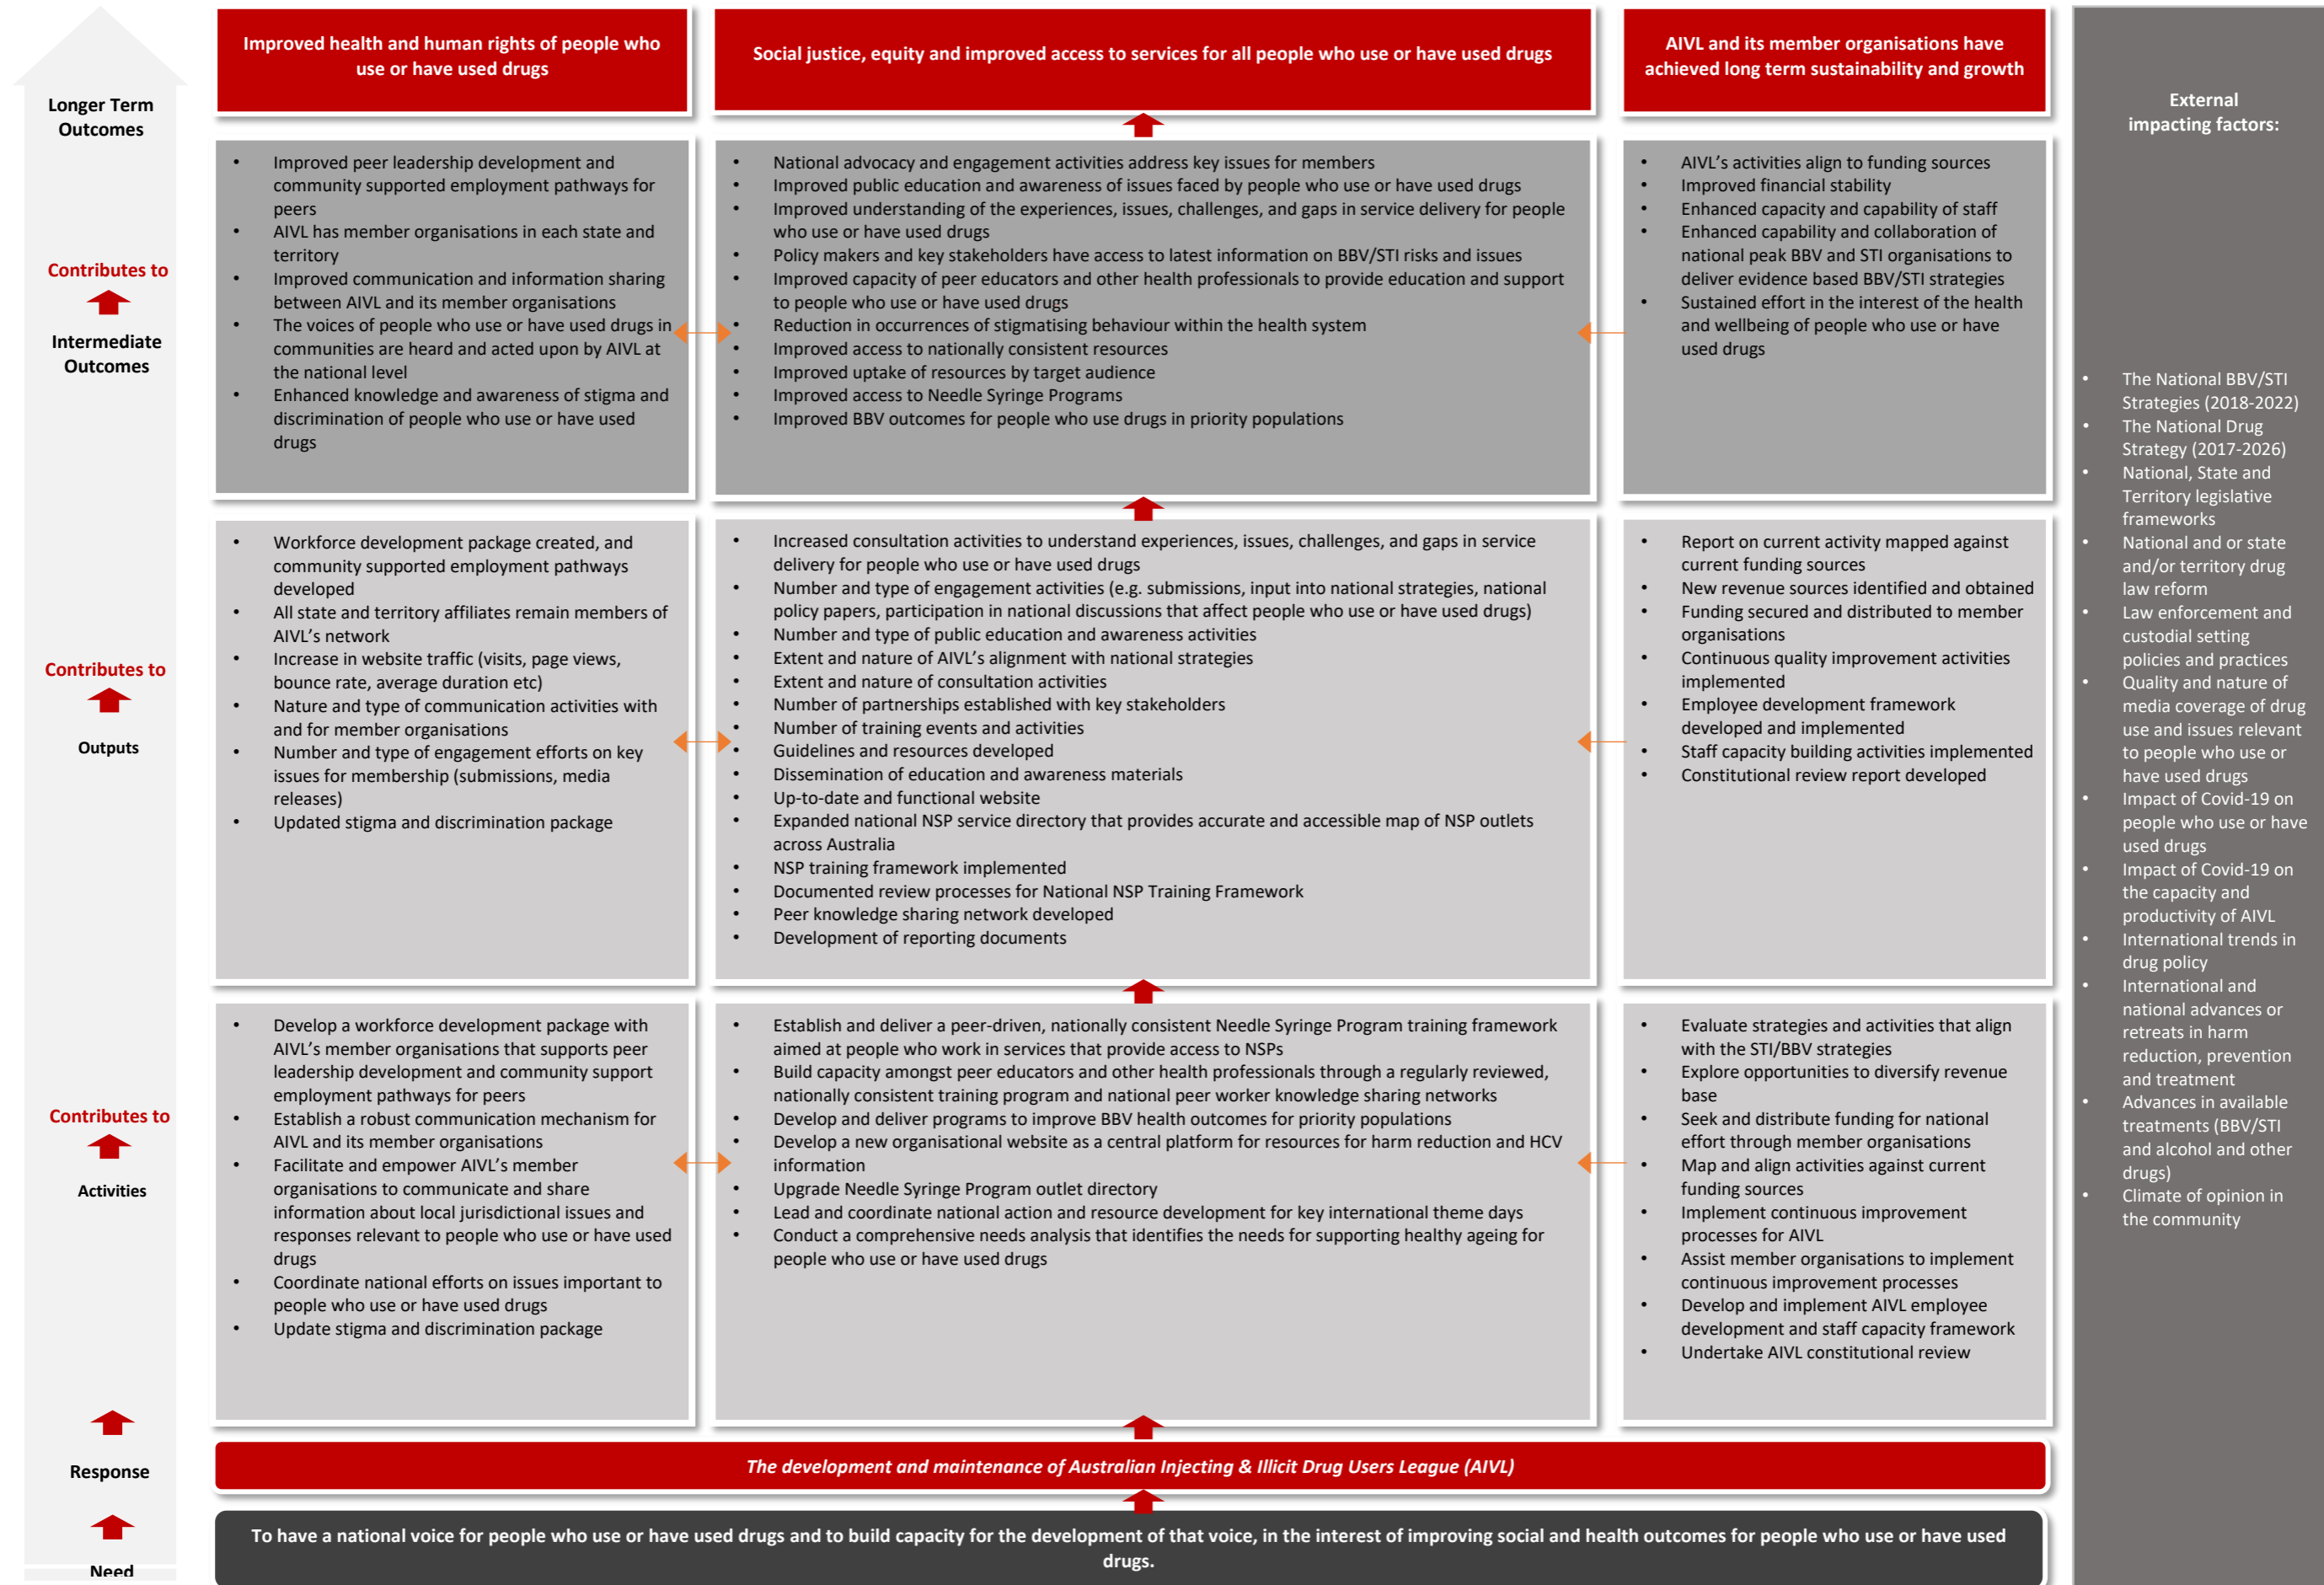 Improved health and human rights of people who
use or have used drugs
Social justice, equity and improved access to services for all people who use or have used drugs
AIVL and its member organisations have
achieved long term sustainability and growth
Longer Term
Outcomes
• Improved peer leadership development and
community supported employment pathways for
peers
• AIVL has member organisations in each state and
territory
• Improved communication and information sharing
between AIVL and its member organisations
• The voices of people who use or have used drugs in
communities are heard and acted upon by AIVL at
the national level
• Enhanced knowledge and awareness of stigma and
discrimination of people who use or have used
drugs
• National advocacy and engagement activities address key issues for members
• Improved public education and awareness of issues faced by people who use or have used drugs
• Improved understanding of the experiences, issues, challenges, and gaps in service delivery for people
who use or have used drugs
• Policy makers and key stakeholders have access to latest information on BBV/STI risks and issues
• Improved capacity of peer educators and other health professionals to provide education and support
to people who use or have used drugs
• Reduction in occurrences of stigmatising behaviour within the health system
• Improved access to nationally consistent resources
• Improved uptake of resources by target audience
• Improved access to Needle Syringe Programs
• Improved BBV outcomes for people who use drugs in priority populations
• AIVL's activities align to funding sources
• Improved financial stability
• Enhanced capacity and capability of staff
• Enhanced capability and collaboration of
national peak BBV and STI organisations to
deliver evidence based BBV/STI strategies
• Sustained effort in the interest of the health
and wellbeing of people who use or have
used drugs
Contributes to
Intermediate
Outcomes
• Workforce development package created, and
community supported employment pathways
developed
• All state and territory affiliates remain members of
AIVL's network
• Increase in website traffic (visits, page views,
bounce rate, average duration etc)
• Nature and type of communication activities with
and for member organisations
• Number and type of engagement efforts on key
issues for membership (submissions, media
releases)
• Updated stigma and discrimination package
• Increased consultation activities to understand experiences, issues, challenges, and gaps in service
delivery for people who use or have used drugs
• Number and type of engagement activities (e.g. submissions, input into national strategies, national
policy papers, participation in national discussions that affect people who use or have used drugs)
• Number and type of public education and awareness activities
• Extent and nature of AIVL's alignment with national strategies
• Extent and nature of consultation activities
• Number of partnerships established with key stakeholders
• Number of training events and activities
• Guidelines and resources developed
• Dissemination of education and awareness materials
• Up-to-date and functional website
• Expanded national NSP service directory that provides accurate and accessible map of NSP outlets
across Australia
• NSP training framework implemented
• Documented review processes for National NSP Training Framework
• Peer knowledge sharing network developed
• Development of reporting documents
• Report on current activity mapped against
current funding sources
• New revenue sources identified and obtained
• Funding secured and distributed to member
organisations
• Continuous quality improvement activities
implemented
• Employee development framework
developed and implemented
• Staff capacity building activities implemented
• Constitutional review report developed
Contributes to
Outputs
• Develop a workforce development package with
AIVL's member organisations that supports peer
leadership development and community support
employment pathways for peers
• Establish a robust communication mechanism for
AIVL and its member organisations
• Facilitate and empower AIVL's member
organisations to communicate and share
information about local jurisdictional issues and
responses relevant to people who use or have used
drugs
• Coordinate national efforts on issues important to
people who use or have used drugs
• Update stigma and discrimination package
• Establish and deliver a peer-driven, nationally consistent Needle Syringe Program training framework
aimed at people who work in services that provide access to NSPs
• Build capacity amongst peer educators and other health professionals through a regularly reviewed,
nationally consistent training program and national peer worker knowledge sharing networks
• Develop and deliver programs to improve BBV health outcomes for priority populations
• Develop a new organisational website as a central platform for resources for harm reduction and HCV
information
• Upgrade Needle Syringe Program outlet directory
• Lead and coordinate national action and resource development for key international theme days
• Conduct a comprehensive needs analysis that identifies the needs for supporting healthy ageing for
people who use or have used drugs
• Evaluate strategies and activities that align
with the STI/BBV strategies
• Explore opportunities to diversify revenue
base
• Seek and distribute funding for national
effort through member organisations
• Map and align activities against current
funding sources
• Implement continuous improvement
processes for AIVL
• Assist member organisations to implement
continuous improvement processes
• Develop and implement AIVL employee
development and staff capacity framework
• Undertake AIVL constitutional review
Contributes to
Activities
Response
The development and maintenance of Australian Injecting & Illicit Drug Users League (AIVL)
Need
To have a national voice for people who use or have used drugs and to build capacity for the development of that voice, in the interest of improving social and health outcomes for people who use or have used
drugs.
External
impacting factors:
• The National BBV/STI
Strategies (2018-2022)
• The National Drug
Strategy (2017-2026)
• National, State and
Territory legislative
frameworks
• National and or state
and/or territory drug
law reform
• Law enforcement and
custodial setting
policies and practices
• Quality and nature of
media coverage of drug
use and issues relevant
to people who use or
have used drugs
• Impact of Covid-19 on
people who use or have
used drugs
• Impact of Covid-19 on
the capacity and
productivity of AIVL
• International trends in
drug policy
• International and
national advances or
retreats in harm
reduction, prevention
and treatment
• Advances in available
treatments (BBV/STI
and alcohol and other
drugs)
• Climate of opinion in
the community